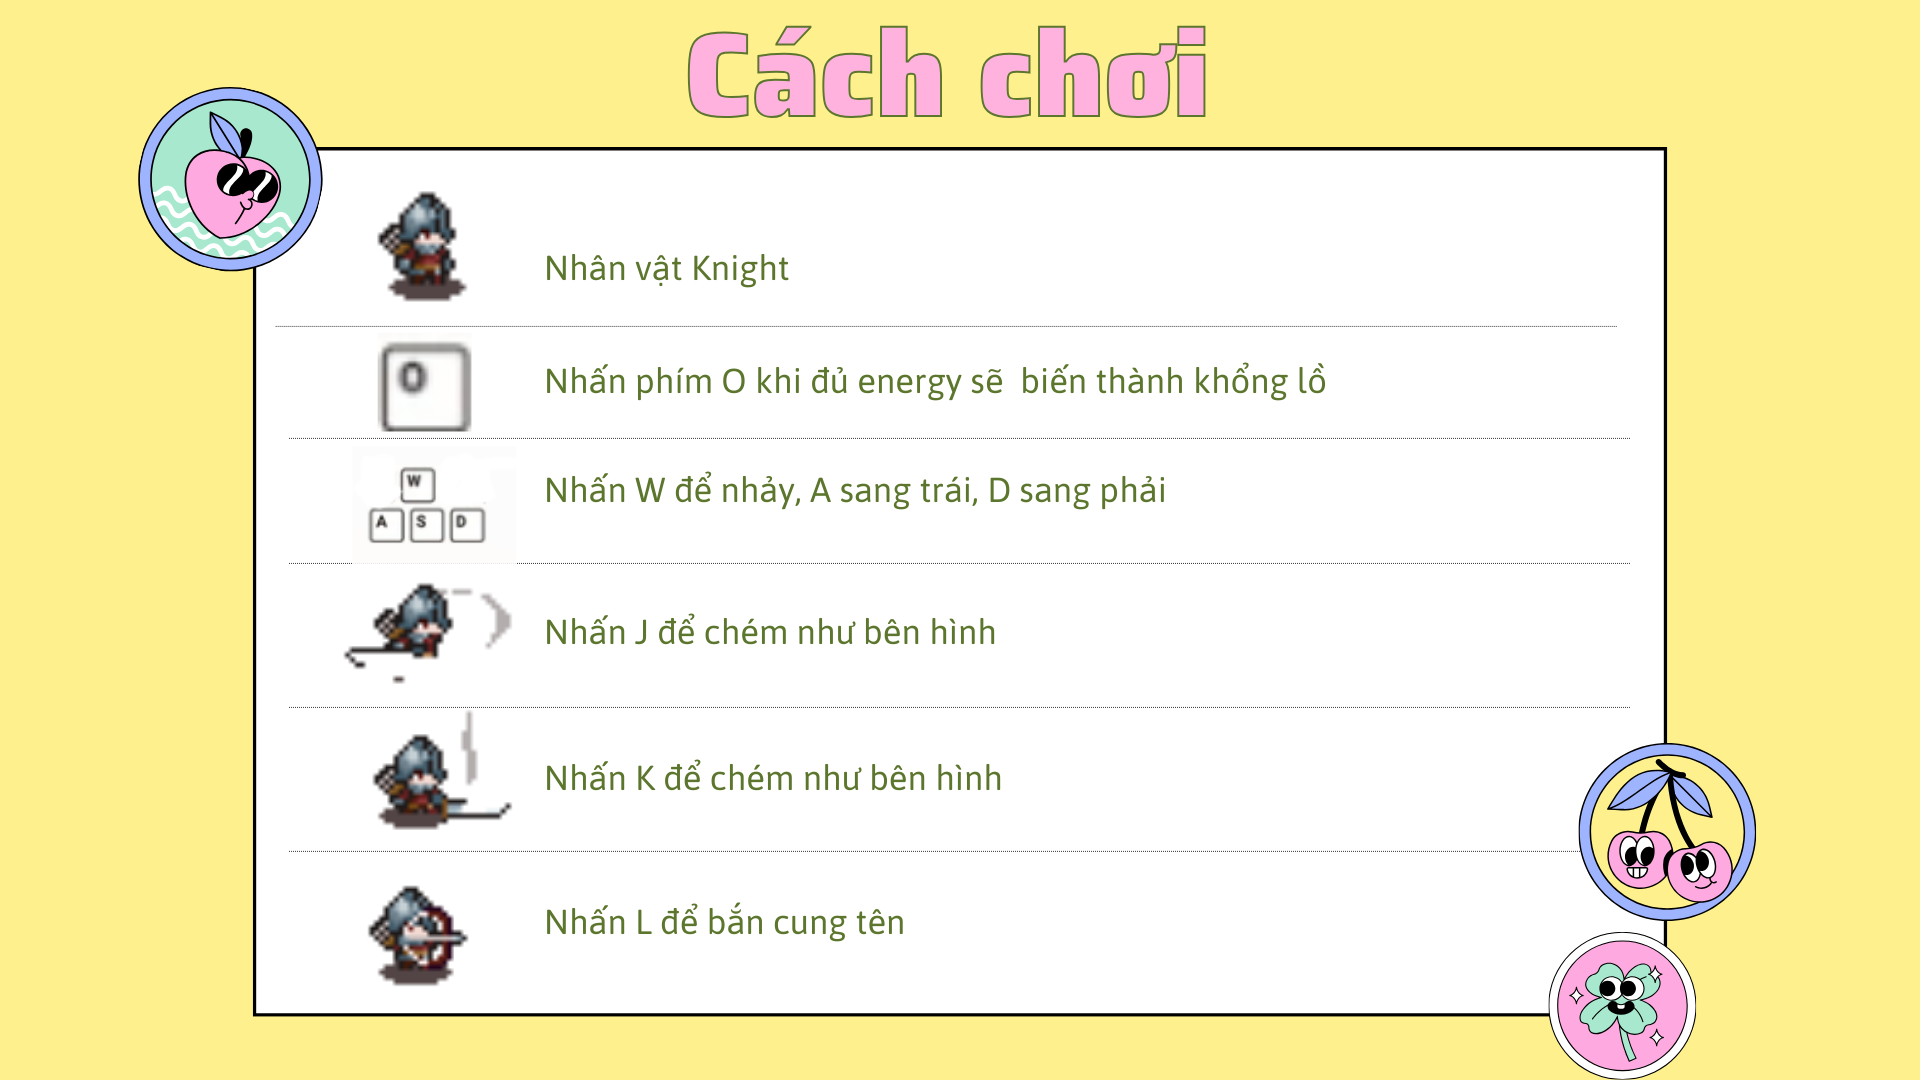 Cách chơi
Nhân vật Knight
O
Nhấn phím O khi đủ energy sẽ  biến thành khổng lồ
W
A S D
Nhấn W để nhảy, A sang trái, D sang phải
Nhấn J để chém như bên hình
Nhấn K để chém như bên hình
Nhấn L để bắn cung tên